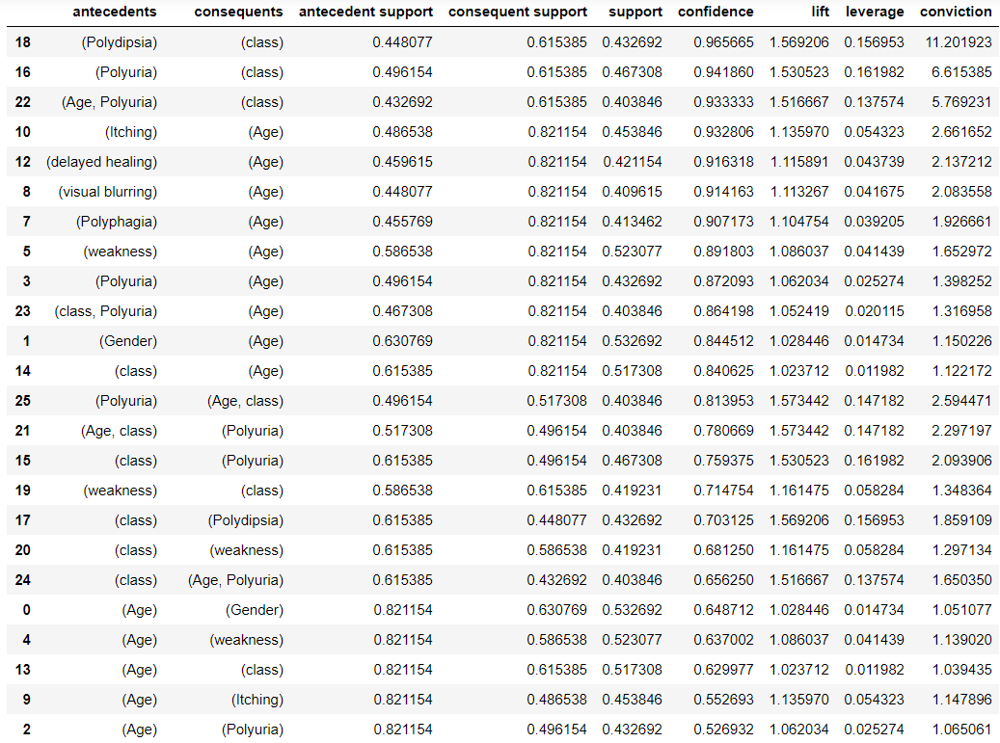 antecedents consequents antecedent support consequent support support confidence lift leverage conviction
18 (Polydipsia) (class) 0.448077 0.615385 0.432692 0.965665 1.569206 0.156953 11.201923
16 (Polyuria) (class) 0.496154 0.615385 0.467308 0.941860 1.530523 0.161982 6.615385
22 (Age, Polyuria) (class) 0.432692 0.615385 0.403846 0.933333 1.516667 0.137574 5.769231
10 (Itching) (Age) 0.486538 0.821154 0.453846 0.932806 1.135970 0.054323 2.661652
12 (delayed healing) (Age) 0.459615 0.821154 0.421154 0.916318 1.115891 0.043739 2.137212
8 (visual blurring) (Age) 0.448077 0.821154 0.409615 0.914163 1.113267 0.041675 2.083558
7 (Polyphagia) (Age) 0.455769 0.821154 0.413462 0.907173 1.104754 0.039205 1.926661
5 (weakness) (Age) 0.586538 0.821154 0.523077 0.891803 1.086037 0.041439 1.652972
3 (Polyuria) (Age) 0.496154 0.821154 0.432692 0.872093 1.062034 0.025274 1.398252
23 (class, Polyuria) (Age) 0.467308 0.821154 0.403846 0.864198 1.052419 0.020115 1.316958
1 (Gender) (Age) 0.630769 0.821154 0.532692 0.844512 1.028446 0.014734 1.150226
14 (class) (Age) 0.615385 0.821154 0.517308 0.840625 1.023712 0.011982 1.122172
25 (Polyuria) (Age, class) 0.496154 0.517308 0.403846 0.813953 1.573442 0.147182 2.594471
21 (Age, class) (Polyuria) 0.517308 0.496154 0.403846 0.780669 1.573442 0.147182 2.297197
15 (class) (Polyuria) 0.615385 0.496154 0.467308 0.759375 1.530523 0.161982 2.093906
19 (weakness) (class) 0.586538 0.615385 0.419231 0.714754 1.161475 0.058284 1.348364
17 (class) (Polydipsia) 0.615385 0.448077 0.432692 0.703125 1.569206 0.156953 1.859109
20 (class) (weakness) 0.615385 0.586538 0.419231 0.681250 1.161475 0.058284 1.297134
24 (class) (Age, Polyuria) 0.615385 0.432692 0.403846 0.656250 1.516667 0.137574 1.650350
0 (Age) (Gender) 0.821154 0.630769 0.532692 0.648712 1.028446 0.014734 1.051077
4 (Age) (weakness) 0.821154 0.586538 0.523077 0.637002 1.086037 0.041439 1.139020
13 (Age) (class) 0.821154 0.615385 0.517308 0.629977 1.023712 0.011982 1.039435
9 (Age) (Itching) 0.821154 0.486538 0.453846 0.552693 1.135970 0.054323 1.147896
2 (Age) (Polyuria) 0.821154 0.496154 0.432692 0.526932 1.062034 0.025274 1.065061